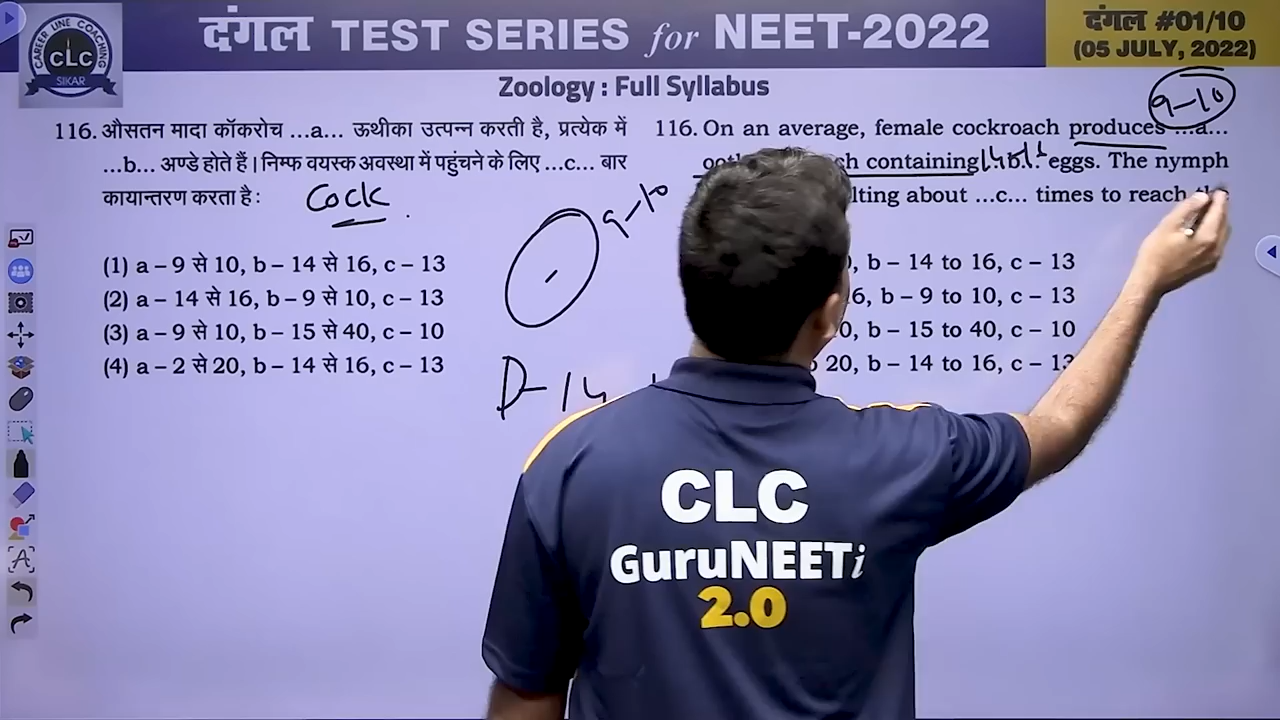 दंगल TEST SERIES for NEET-2022
दंगल #01/10
(05 JULY, 2022)
CAREER LINE COACHING
CLC
SIKAR
Zoology : Full Syllabus
9-10
116. औसतन मादा कॉकरोच ...a... ऊथीका उत्पन्न करती है, प्रत्येक में
...b... अण्डे होते हैं। निम्फ वयस्क अवस्था में पहुंचने के लिए ...c... बार
कायान्तरण करता है :
Cock
9-10
(1) a – 9 से 10, b – 14 से 16, c – 13
(2) a – 14 से 16, b – 9 से 10, c – 13
(3) a – 9 से 10, b – 15 से 40, c – 10
(4) a – 2 से 20, b – 14 से 16, c – 13
D-14
116. On an average, female cockroach produces ...a...
containing eggs. The nymph
about ...c... times to reach
, b – 14 to 16, c – 13
6, b – 9 to 10, c – 13
0, b – 15 to 40, c – 10
20, b – 14 to 16, c – 13
CLC
GuruNEETi
2.0